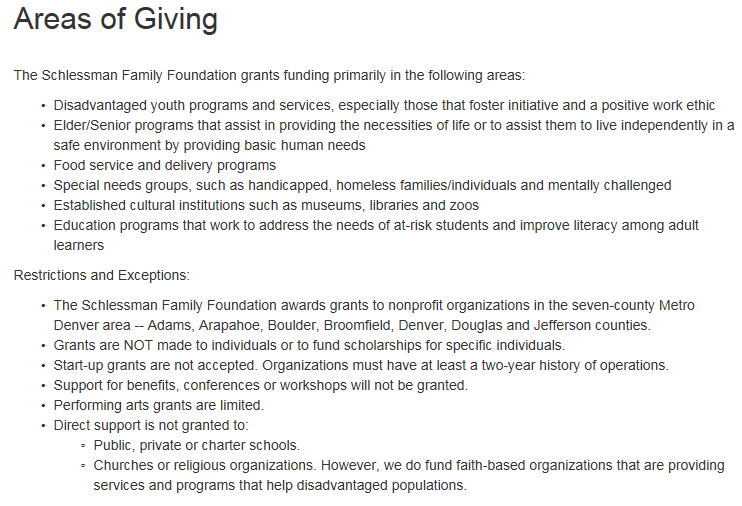 Areas of Giving
The Schlessman Family Foundation grants funding primarily in the following areas:
• Disadvantaged youth programs and services, especially those that foster initiative and a positive work ethic
• Elder/Senior programs that assist in providing the necessities of life or to assist them to live independently in a
safe environment by providing basic human needs
• Food service and delivery programs
• Special needs groups, such as handicapped, homeless families/individuals and mentally challenged
• Established cultural institutions such as museums, libraries and zoos
• Education programs that work to address the needs of at-risk students and improve literacy among adult
learners
Restrictions and Exceptions:
• The Schlessman Family Foundation awards grants to nonprofit organizations in the seven-county Metro
Denver area -- Adams, Arapahoe, Boulder, Broomfield, Denver, Douglas and Jefferson counties.
• Grants are NOT made to individuals or to fund scholarships for specific individuals.
• Start-up grants are not accepted. Organizations must have at least a two-year history of operations.
• Support for benefits, conferences or workshops will not be granted.
• Performing arts grants are limited.
• Direct support is not granted to:
◦ Public, private or charter schools.
◦ Churches or religious organizations. However, we do fund faith-based organizations that are providing
services and programs that help disadvantaged populations.